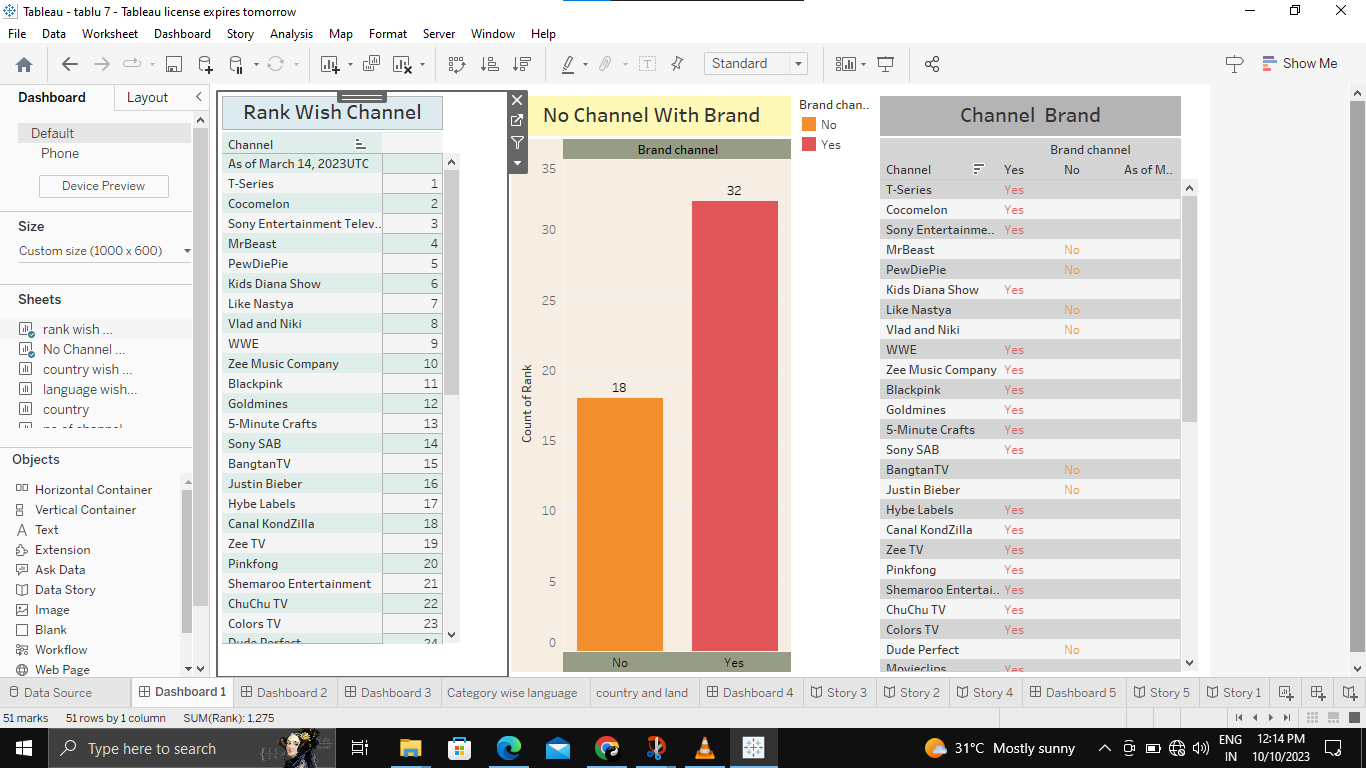 Tableau - tablu 7 - Tableau license expires tomorrow
File Data Worksheet Dashboard Story Analysis Map Format Server Window Help
Standard
Show Me
Dashboard Layout
Default
Phone
Device Preview
Size
Custom size (1000 x 600)
Sheets
rank wish ...
No Channel ...
country wish ...
language wish...
country
no of channel
Objects
Horizontal Container
Vertical Container
Text
Extension
Ask Data
Data Story
Image
Blank
Workflow
Web Page
Rank Wish Channel
Channel
As of March 14, 2023UTC
T-Series 1
Cocomelon 2
Sony Entertainment Telev.. 3
MrBeast 4
PewDiePie 5
Kids Diana Show 6
Like Nastya 7
Vlad and Niki 8
WWE 9
Zee Music Company 10
Blackpink 11
Goldmines 12
5-Minute Crafts 13
Sony SAB 14
BangtanTV 15
Justin Bieber 16
Hybe Labels 17
Canal KondZilla 18
Zee TV 19
Pinkfong 20
Shemaroo Entertainment 21
ChuChu TV 22
Colors TV 23
Dude Perfect 24
No Channel With Brand
Brand channel
35
30
25
20
15
10
5
0
Count of Rank
18
32
No Yes
Brand chan..
No
Yes
Channel Brand
Brand channel
Channel Yes No As of M..
T-Series Yes
Cocomelon Yes
Sony Entertainme.. Yes
MrBeast No
PewDiePie No
Kids Diana Show Yes
Like Nastya No
Vlad and Niki No
WWE Yes
Zee Music Company Yes
Blackpink Yes
Goldmines Yes
5-Minute Crafts Yes
Sony SAB Yes
BangtanTV No
Justin Bieber No
Hybe Labels Yes
Canal KondZilla Yes
Zee TV Yes
Pinkfong Yes
Shemaroo Entertai.. Yes
ChuChu TV Yes
Colors TV Yes
Dude Perfect No
Movieclips Yes
Data Source Dashboard 1 Dashboard 2 Dashboard 3 Category wise language country and land Dashboard 4 Story 3 Story 2 Story 4 Dashboard 5 Story 5 Story 1
51 marks 51 rows by 1 column SUM(Rank): 1,275
Type here to search
31°C Mostly sunny
ENG
IN
12:14 PM
10/10/2023